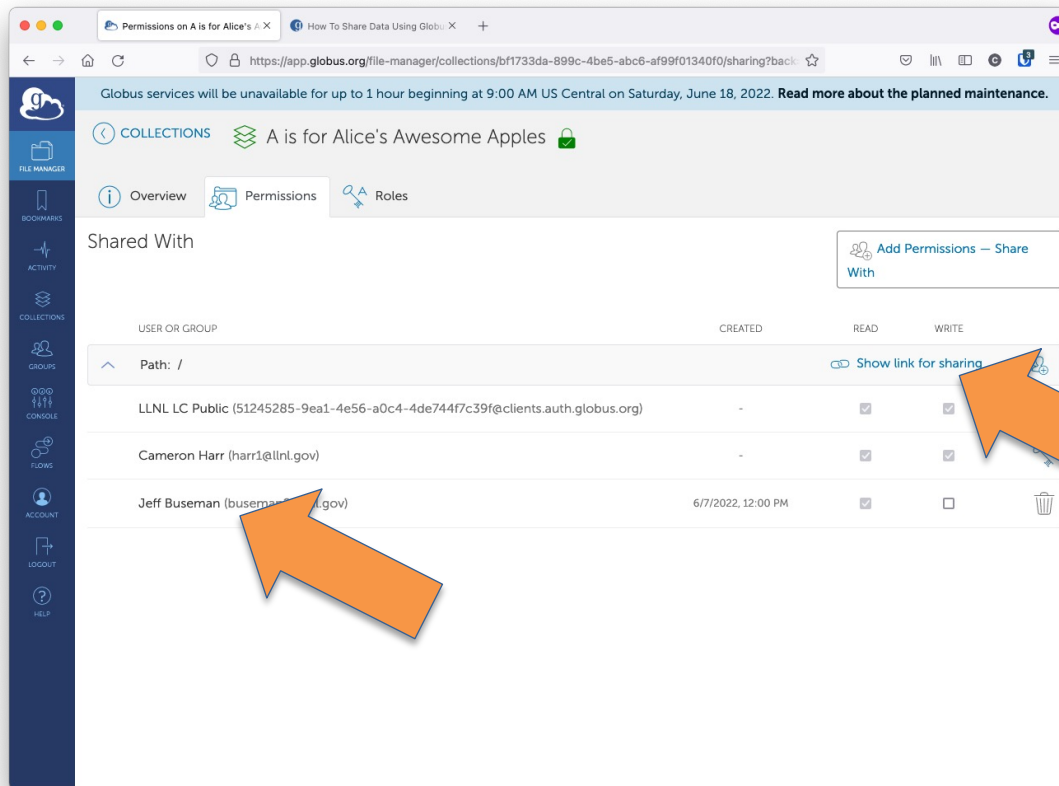 Permissions on A is for Alice's A
How To Share Data Using Globu
https://app.globus.org/file-manager/collections/bf1733da-899c-4be5-abc6-af99f01340f0/sharing?back
3
Globus services will be unavailable for up to 1 hour beginning at 9:00 AM US Central on Saturday, June 18, 2022. Read more about the planned maintenance.
COLLECTIONS
A is for Alice's Awesome Apples
Overview
Permissions
Roles
FILE MANAGER
BOOKMARKS
ACTIVITY
COLLECTIONS
GROUPS
CONSOLE
FLOWS
ACCOUNT
LOGOUT
HELP
Shared With
Add Permissions — Share
With
USER OR GROUP CREATED READ WRITE
Path: / Show link for sharing
LLNL LC Public (51245285-9ea1-4e56-a0c4-4de744f7c39f@clients.auth.globus.org) -
Cameron Harr (harr1@llnl.gov) -
Jeff Buseman 6/7/2022, 12:00 PM